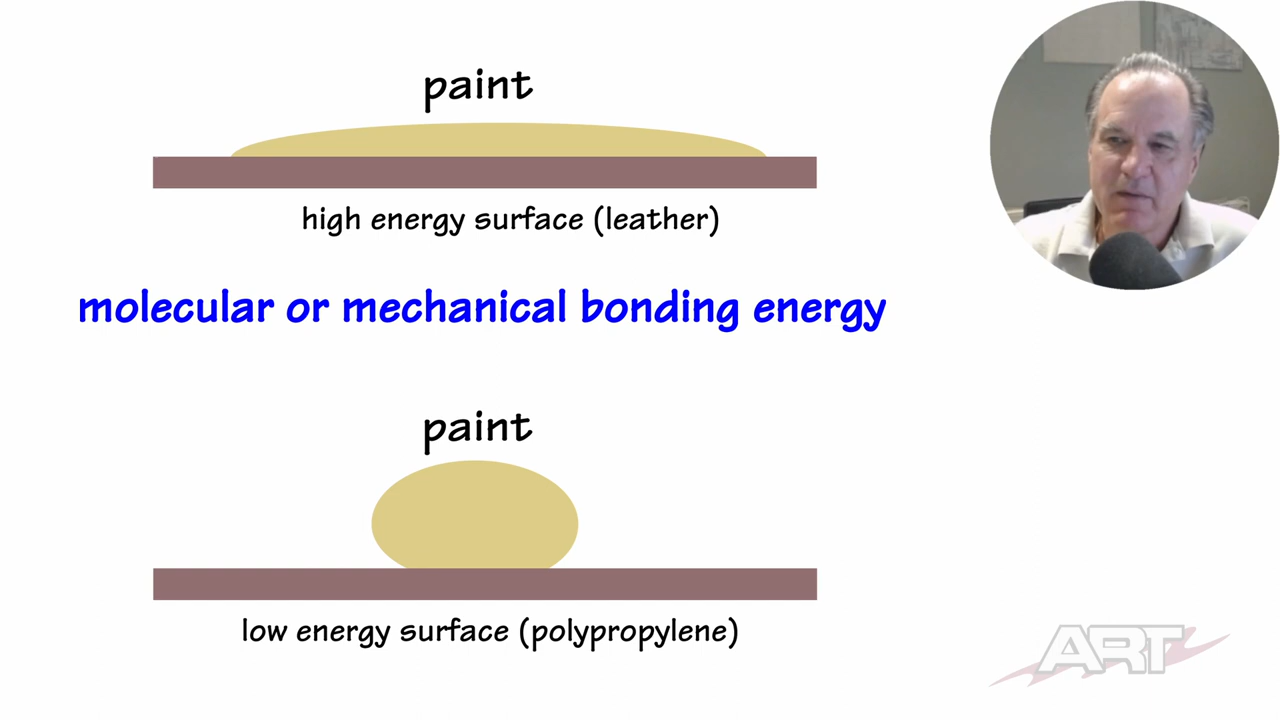 paint
high energy surface (leather)
molecular or mechanical bonding energy
paint
low energy surface (polypropylene)
ART